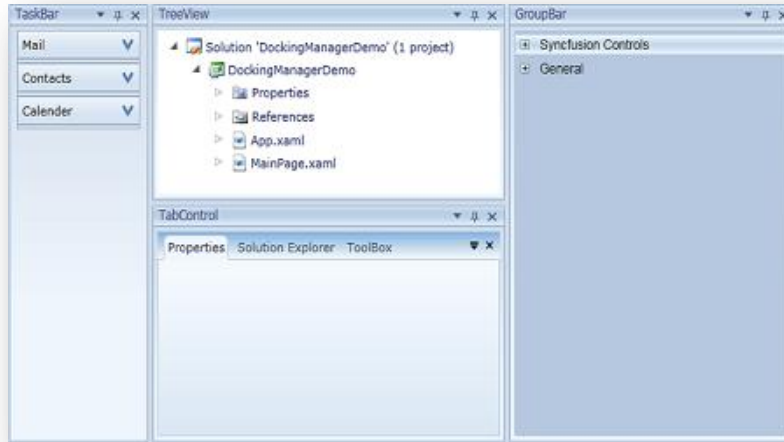 TaskBar
Mail
Contacts
Calender
TreeView
Solution 'DockingManagerDemo' (1 project)
DockingManagerDemo
Properties
References
App.xaml
MainPage.xaml
TabControl
Properties Solution Explorer ToolBox
GroupBar
Syncfusion Controls
General